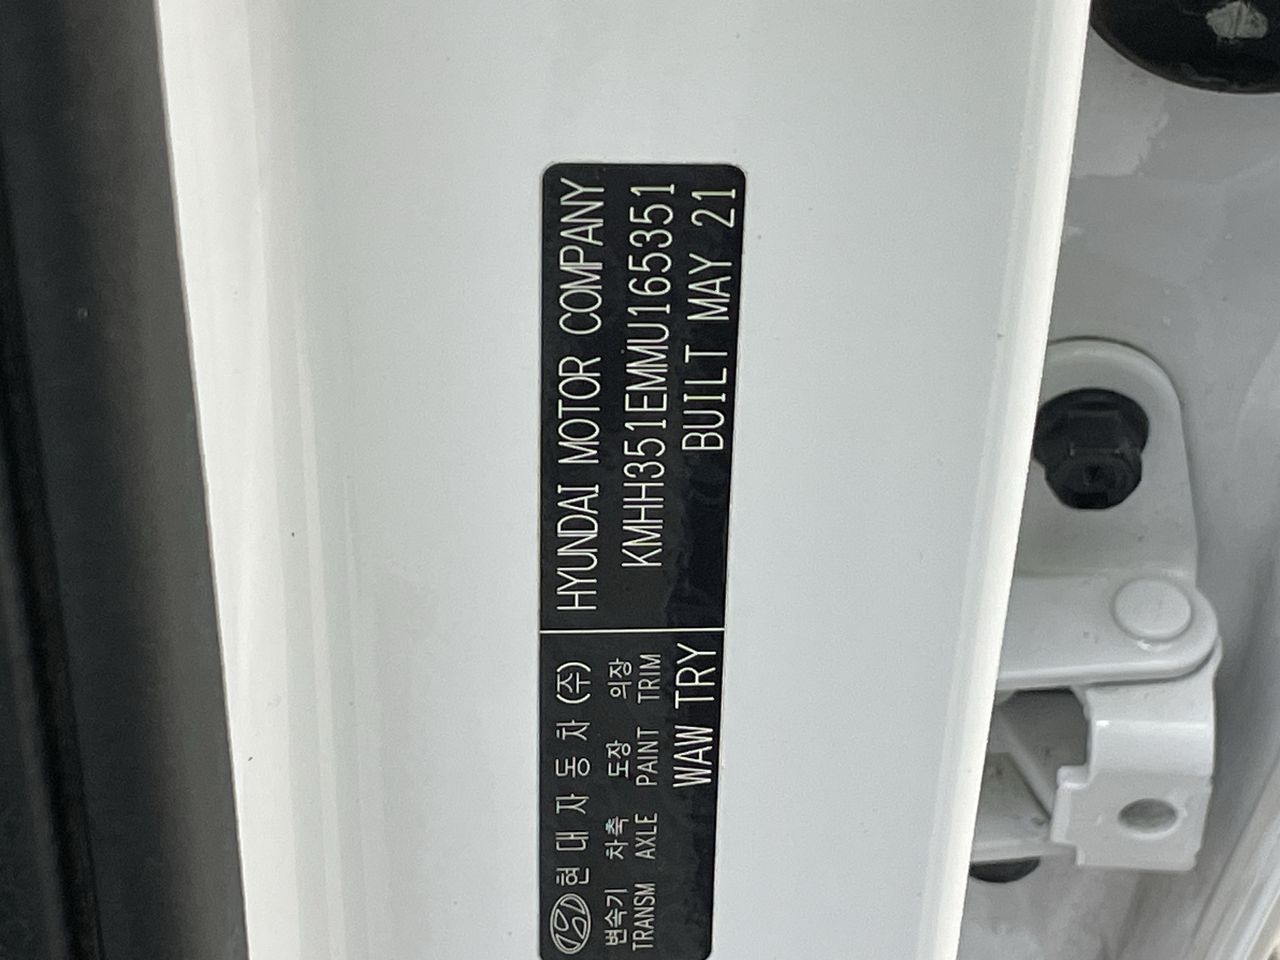 현 대 자 동 차 (주)
변속기 차축 도장 의장
TRANSM AXLE PAINT TRIM
WAW TRY
HYUNDAI MOTOR COMPANY
KMHH351EMMU165351
BUILT MAY 21